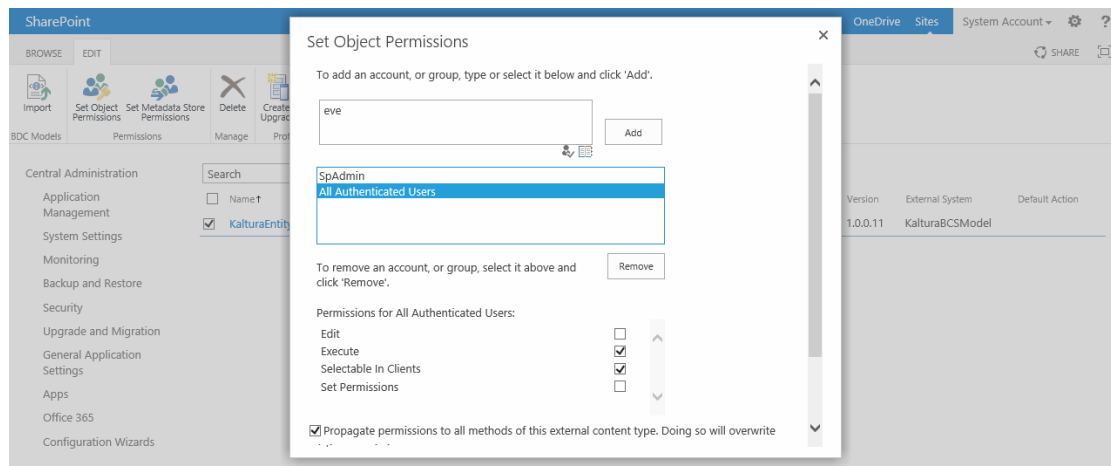 SharePoint
OneDrive Sites System Account ?
BROWSE EDIT
SHARE
Import
Set Object Permissions
Set Metadata Store Permissions
Delete
Create
BDC Models Permissions Manage
Central Administration
Application Management
System Settings
Monitoring
Backup and Restore
Security
Upgrade and Migration
General Application Settings
Apps
Office 365
Configuration Wizards
Search
Name
KalturaEntity
Version External System Default Action
1.0.0.11 KalturaBCSModel
Set Object Permissions
To add an account, or group, type or select it below and click 'Add'.
eve
Add
SpAdmin
All Authenticated Users
To remove an account, or group, select it above and
click 'Remove'.
Remove
Permissions for All Authenticated Users:
Edit
Execute
Selectable In Clients
Set Permissions
Propagate permissions to all methods of this external content type. Doing so will overwrite